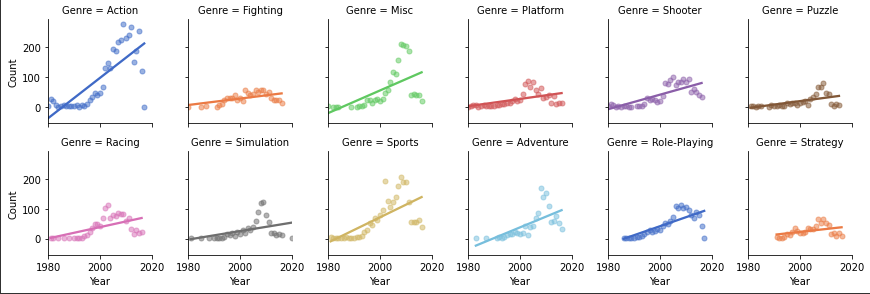 Genre = Action Genre = Fighting Genre = Misc Genre = Platform Genre = Shooter Genre = Puzzle
Count
200
100
0
Genre = Racing Genre = Simulation Genre = Sports Genre = Adventure Genre = Role-Playing Genre = Strategy
Count
200
100
0
1980 2000 2020 1980 2000 2020 1980 2000 2020 1980 2000 2020 1980 2000 2020 1980 2000 2020
Year Year Year Year Year Year